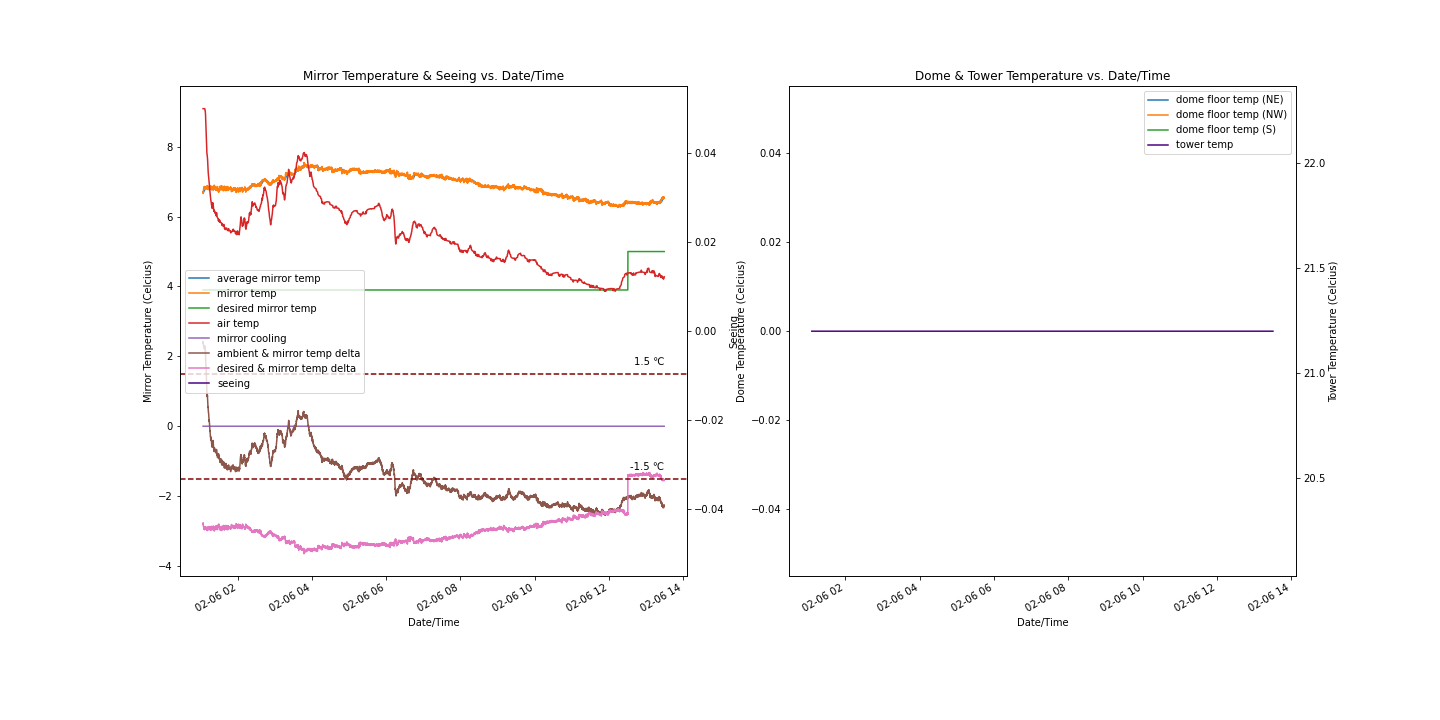 Mirror Temperature & Seeing vs. Date/Time
Mirror Temperature (Celcius)
8
6
4
2
0
−2
−4
average mirror temp
mirror temp
desired mirror temp
air temp
mirror cooling
ambient & mirror temp delta
desired & mirror temp delta
seeing
1.5 °C
-1.5 °C
0.04
0.02
0.00
−0.02
−0.04
Seeing
02-06 02
02-06 04
02-06 06
02-06 08
02-06 10
02-06 12
02-06 14
Date/Time
Dome & Tower Temperature vs. Date/Time
Dome Temperature (Celcius)
0.04
0.02
0.00
−0.02
−0.04
dome floor temp (NE)
dome floor temp (NW)
dome floor temp (S)
tower temp
22.0
21.5
21.0
20.5
Tower Temperature (Celcius)
02-06 02
02-06 04
02-06 06
02-06 08
02-06 10
02-06 12
02-06 14
Date/Time